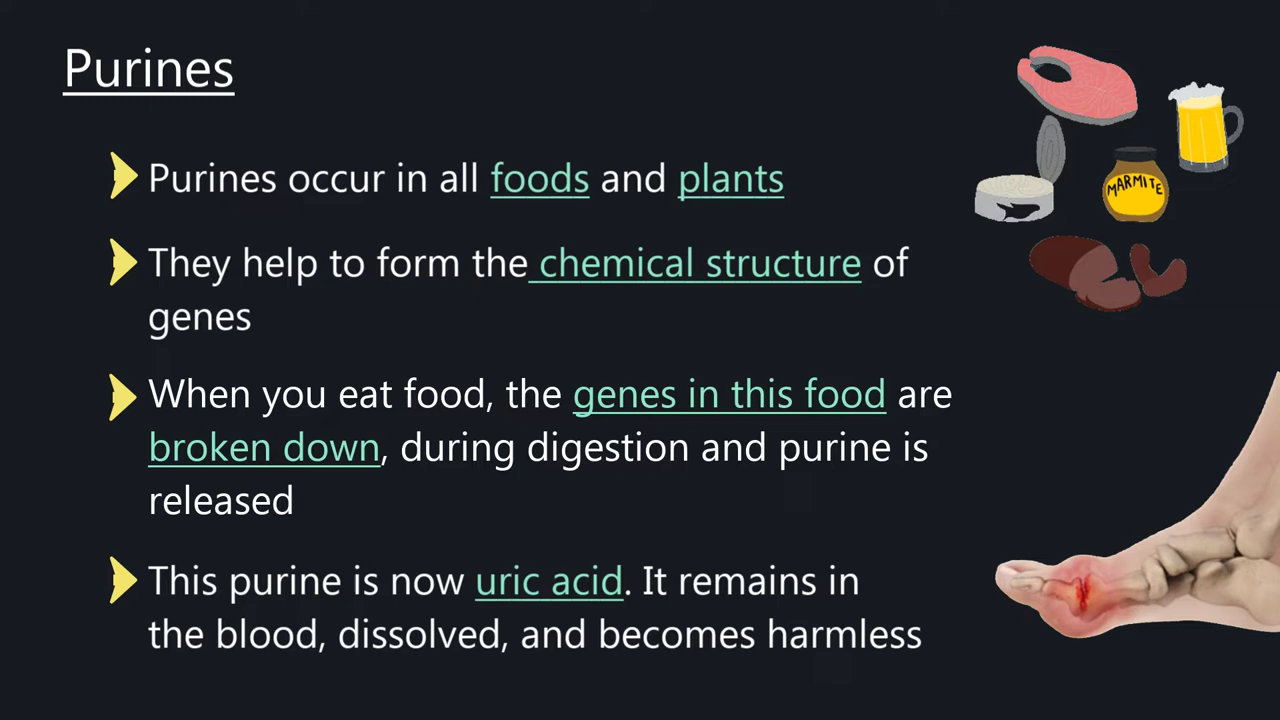 Purines
Purines occur in all foods and plants
They help to form the chemical structure of
genes
When you eat food, the genes in this food are
broken down, during digestion and purine is
released
This purine is now uric acid. It remains in
the blood, dissolved, and becomes harmless
MARMITE